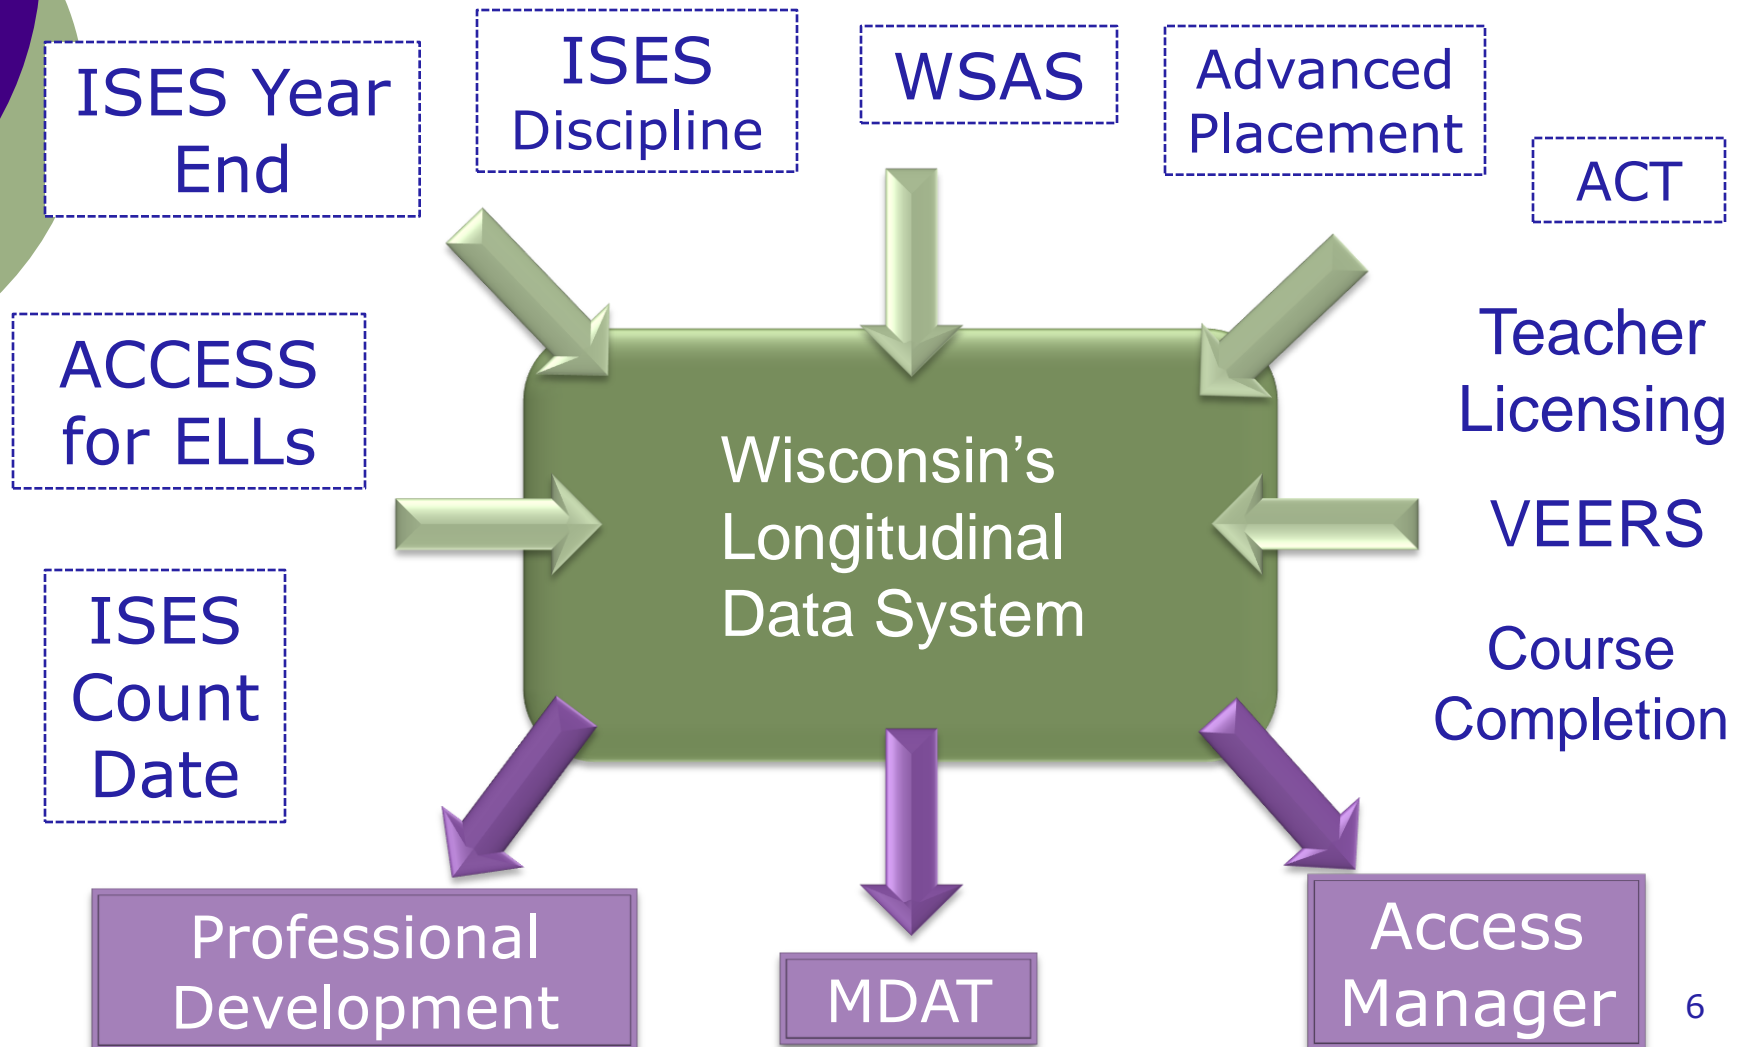 ISES Year
End
ISES
Discipline
WSAS
Advanced
Placement
ACT
ACCESS
for ELLs
Teacher
Licensing
Wisconsin’s
Longitudinal
Data System
VEERS
ISES
Count
Date
Course
Completion
Professional
Development
MDAT
Access
Manager
6